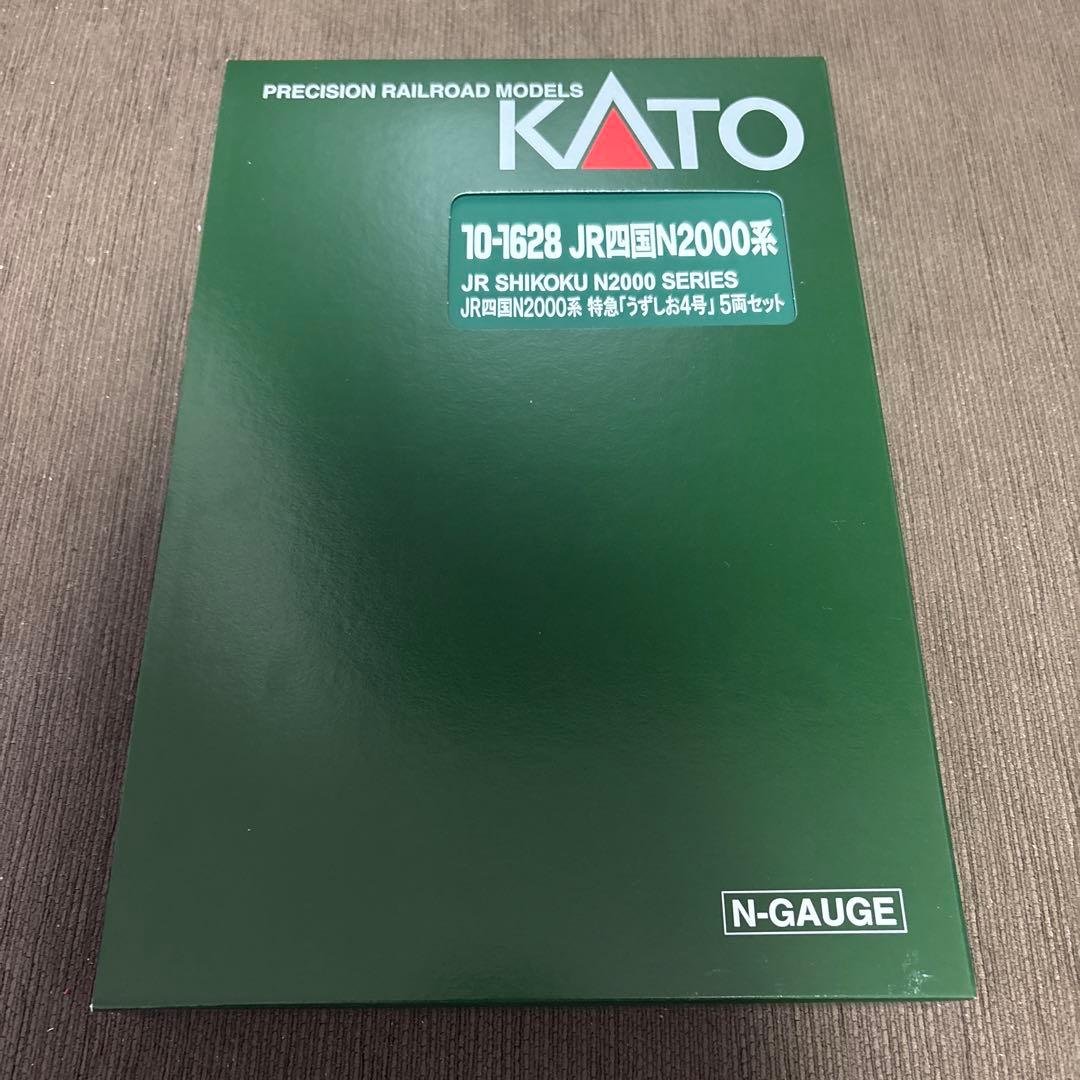 PRECISION RAILROAD MODELS
KATO
10-1628 JR四国N2000系
JR SHIKOKU N2000 SERIES
JR四国N2000系 特急「うずしお4号」5両セット
N-GAUGE